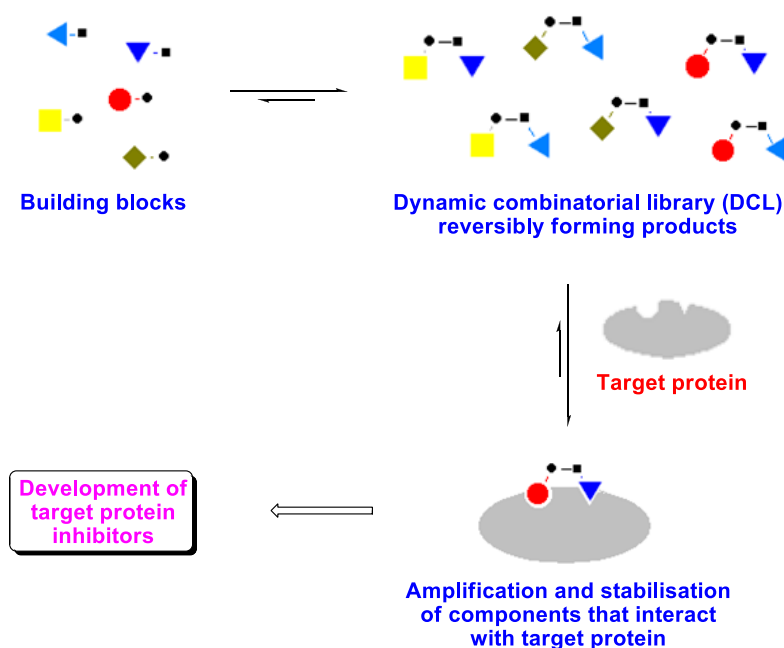 Building blocks
Dynamic combinatorial library (DCL)
reversibly forming products
Target protein
Development of
target protein
inhibitors
Amplification and stabilisation
of components that interact
with target protein